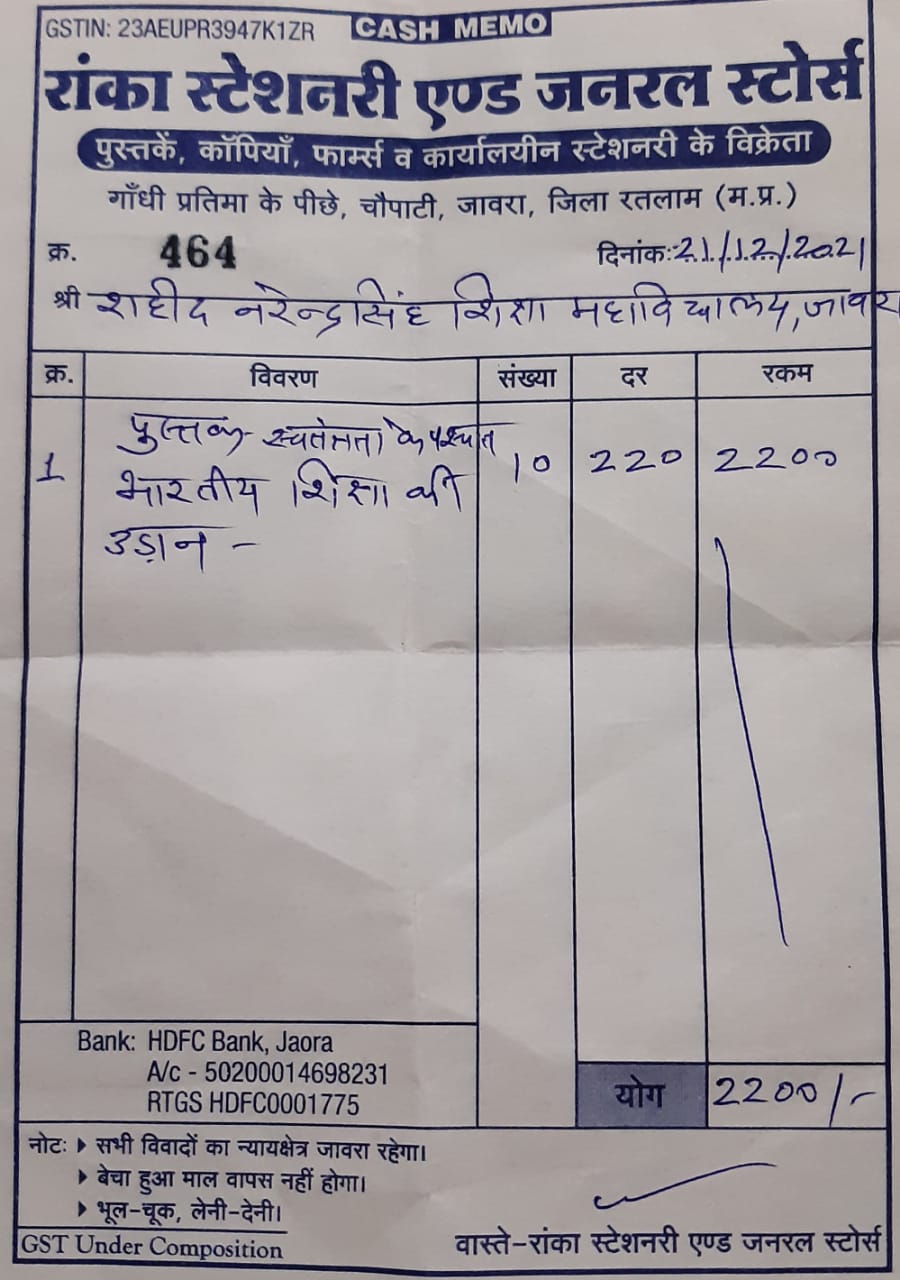 GSTIN: 23AEUPR3947K1ZR CASH MEMO
रांका स्टेशनरी एण्ड जनरल स्टोर्स
पुस्तकें, कॉपियाँ, फार्म्स व कार्यालयीन स्टेशनरी के विक्रेता
गाँधी प्रतिमा के पीछे, चौपाटी, जावरा, जिला रतलाम (म.प्र.)
क्र. 464 दिनांक: 21/12/2021
श्री शहीद नरेन्द्रसिंह शिक्षा महाविद्यालय, जावरा
क्र. विवरण संख्या दर रकम
1 पुस्तक - स्वतंत्रता के पश्चात 10 220 2200
भारतीय शिक्षा की
उड़ान -
Bank: HDFC Bank, Jaora
A/c - 50200014698231
RTGS HDFC0001775
योग 2200/-
नोट: सभी विवादों का न्यायक्षेत्र जावरा रहेगा।
बेचा हुआ माल वापस नहीं होगा।
भूल-चूक, लेनी-देनी।
GST Under Composition
वास्ते-रांका स्टेशनरी एण्ड जनरल स्टोर्स